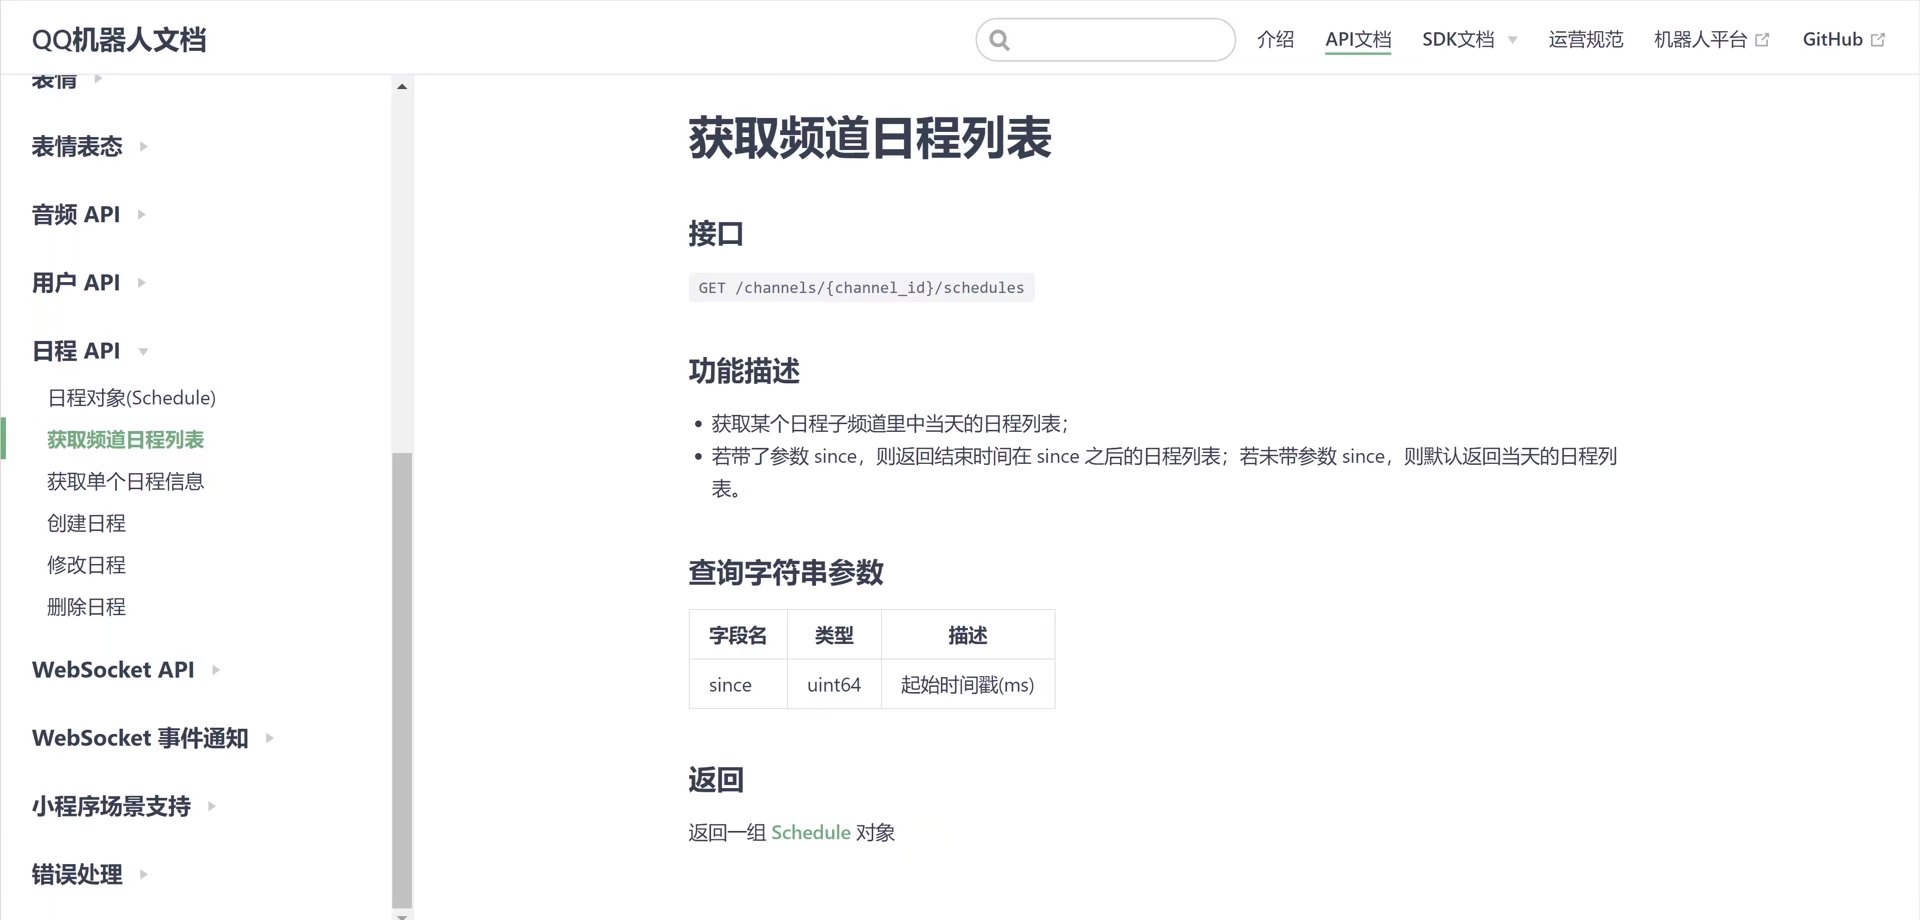 QQ机器人文档
介绍
API文档
SDK文档
运营规范
机器人平台
GitHub
表情
表情表态
音频 API
用户 API
日程 API
日程对象(Schedule)
获取频道日程列表
获取单个日程信息
创建日程
修改日程
删除日程
WebSocket API
WebSocket 事件通知
小程序场景支持
错误处理
获取频道日程列表
接口
GET /channels/{channel_id}/schedules
功能描述
获取某个日程子频道里中当天的日程列表；
若带了参数 since，则返回结束时间在 since 之后的日程列表；若未带参数 since，则默认返回当天的日程列
表。
查询字符串参数
字段名 类型 描述
since uint64 起始时间戳(ms)
返回
返回一组 Schedule 对象